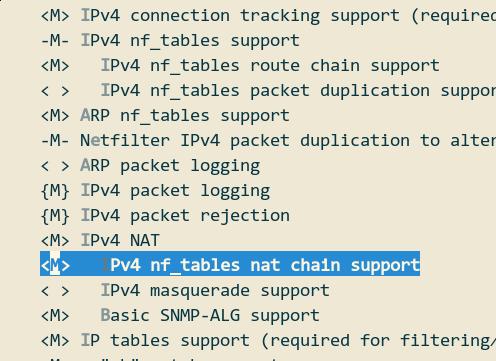 <M> IPv4 connection tracking support (required
-M- IPv4 nf_tables support
<M> IPv4 nf_tables route chain support
< > IPv4 nf_tables packet duplication suppor
<M> ARP nf_tables support
-M- Netfilter IPv4 packet duplication to alter
< > ARP packet logging
{M} IPv4 packet logging
{M} IPv4 packet rejection
<M> IPv4 NAT
<M> IPv4 nf_tables nat chain support
< > IPv4 masquerade support
<M> Basic SNMP-ALG support
<M> IP tables support (required for filtering/